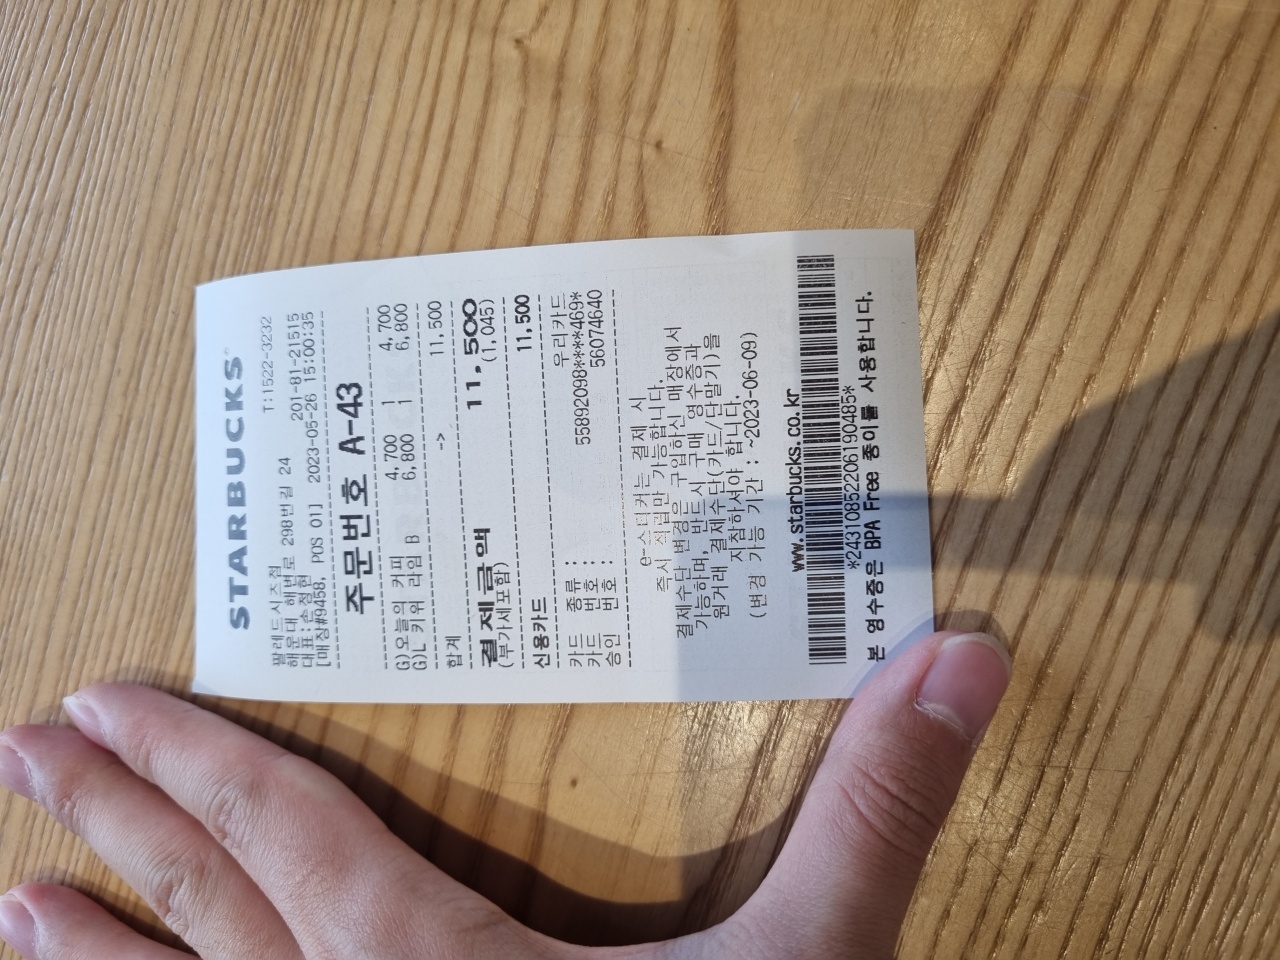 STARBUCKS
T:1522-3232
팔레드시즈점
해운대 해변로 298번길 24 201-81-21515
대표:손정현
[매장#9458, POS 01] 2023-05-26 15:00:35
주문번호 A-43
G)오늘의 커피 4,700 1 4,700
G)L 키위 라임 B 6,800 1 6,800
합계 -> 11,500
결제금액 11,500
(부가세포함) (1,045)
신용카드 11,500
카드 종류: 우리카드
카드 번호: 55892098****469*
승인 번호: 56074640
e-스티커는 결제 시
즉시 적립만 가능합니다.
결제수단 변경은 구입하신 매장에서
가능하며, 반드시 구매 영수증과
원거래 결제수단(카드/단말기)을
지참하셔야 합니다.
(변경 가능 기간 : ~2023-06-09)
www.starbucks.co.kr
*2431085220619​0485*
본 영수증은 BPA Free 종이를 사용합니다.